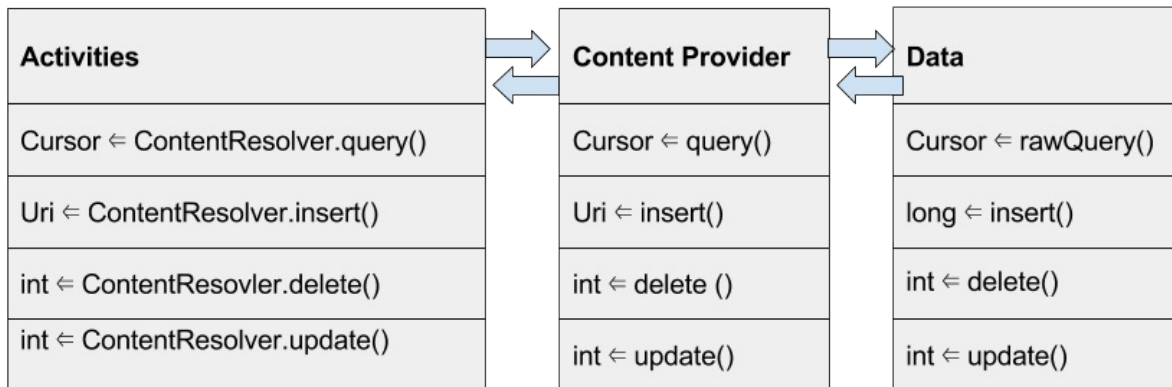 Activities
Cursor ⇐ ContentResolver.query()
Uri ⇐ ContentResolver.insert()
int ⇐ ContentResovler.delete()
int ⇐ ContentResolver.update()
Content Provider
Cursor ⇐ query()
Uri ⇐ insert()
int ⇐ delete ()
int ⇐ update()
Data
Cursor ⇐ rawQuery()
long ⇐ insert()
int ⇐ delete()
int ⇐ update()